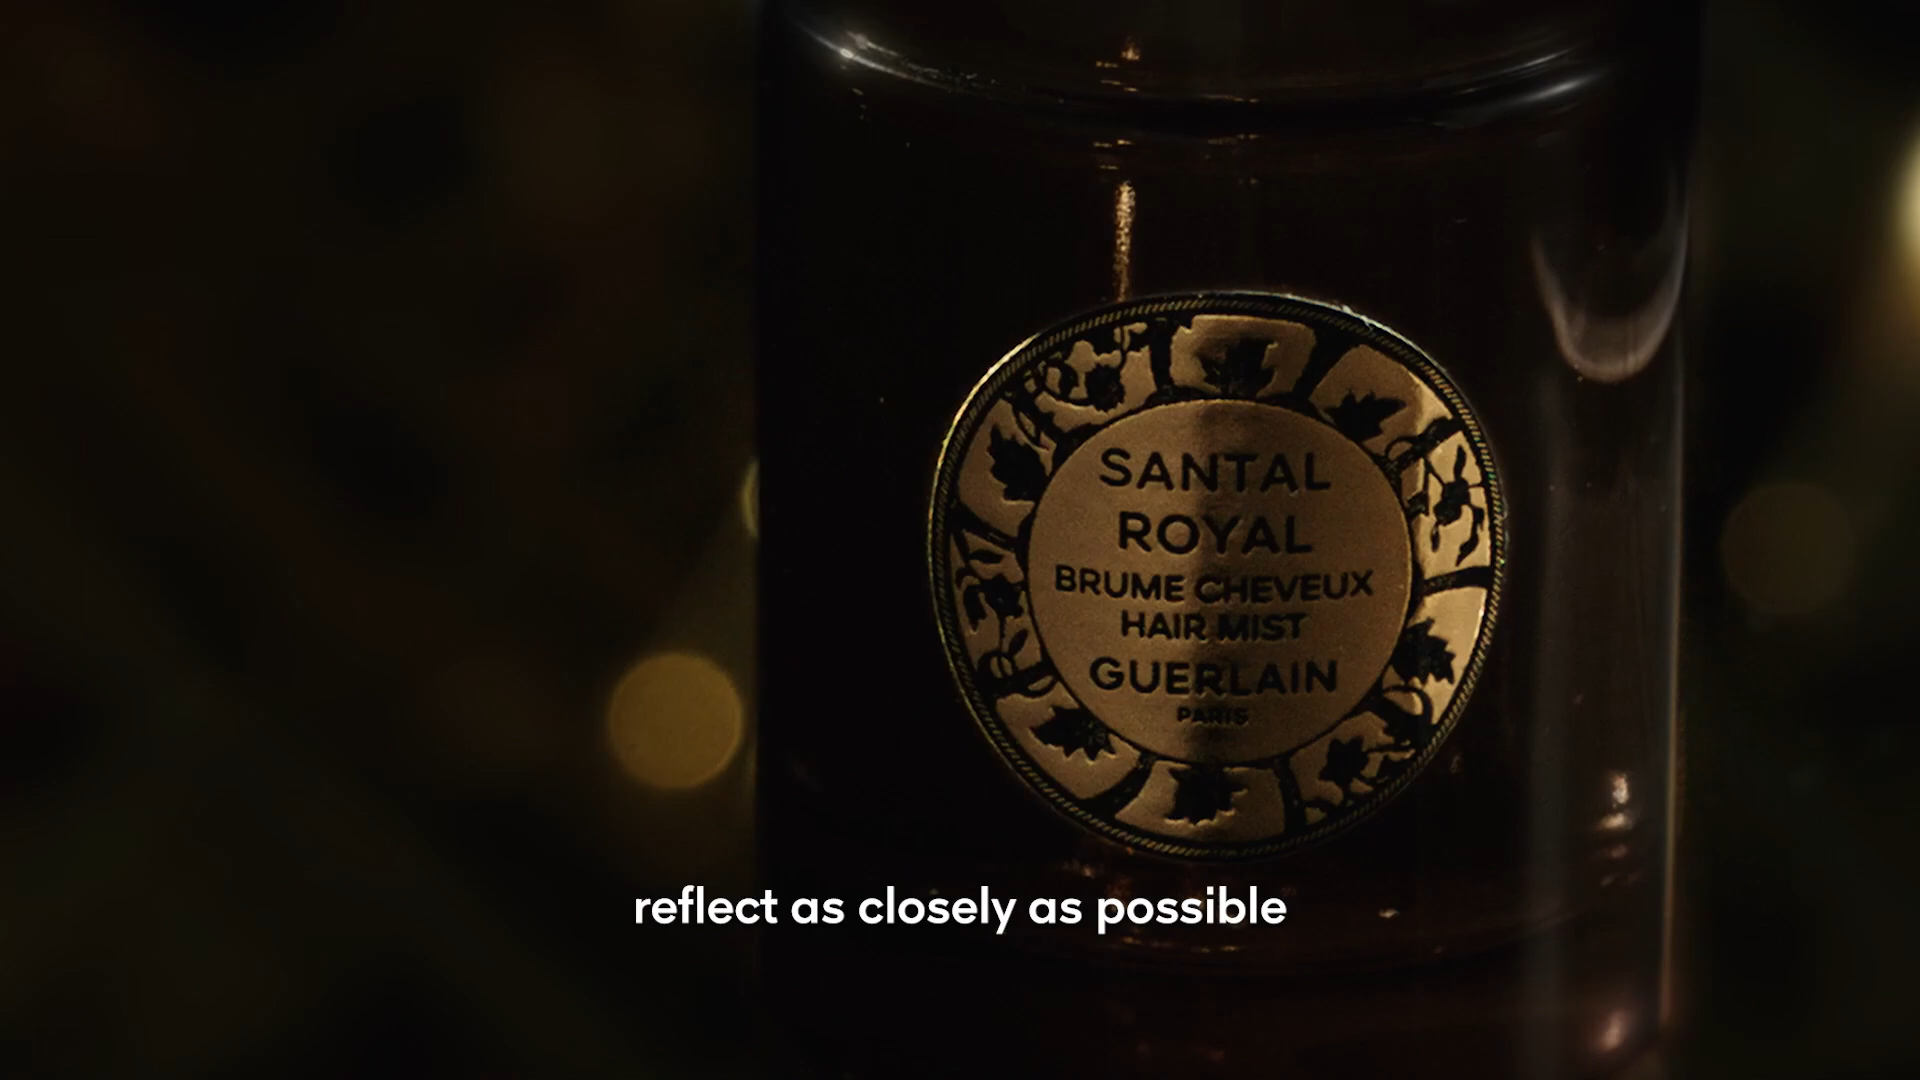 SANTAL
ROYAL
BRUME CHEVEUX
HAIR MIST
GUERLAIN
PARIS
reflect as closely as possible